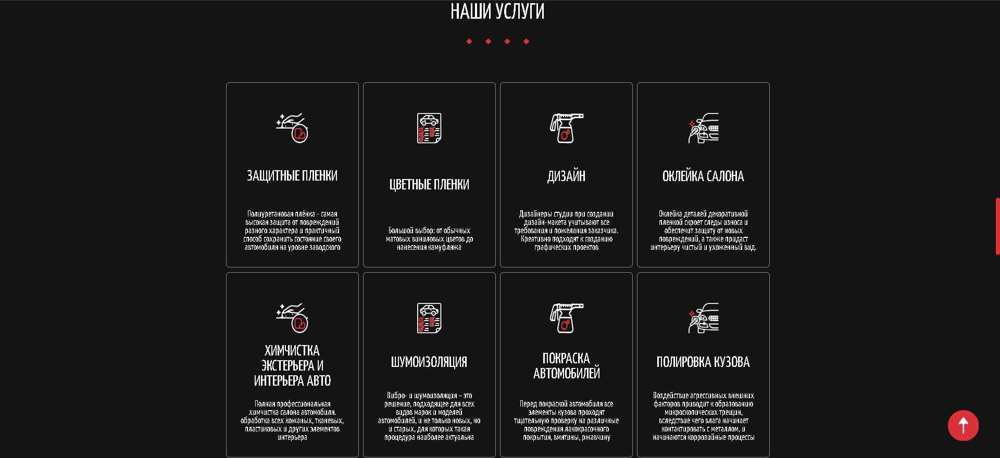 НАШИ УСЛУГИ
ЗАЩИТНЫЕ ПЛЕНКИ
Полиуретановая плёнка - самая
высокая защита от повреждений
разного характера и практичный
способ сохранить состояние своего
автомобиля на уровне заводского
ЦВЕТНЫЕ ПЛЕНКИ
Большой выбор: от обычных
матовых виниловых цветов до
нанесения камуфляжа
ДИЗАЙН
Дизайнеры студии при создании
дизайн-макета учитывают все
требования и пожелания заказчика.
Креативно подходят к созданию
графических проектов
ОКЛЕЙКА САЛОНА
Оклейка деталей декоративной
пленкой скроет следы износа и
обеспечит защиту от новых
повреждений, а также придаст
интерьеру чистый и ухоженный вид.
ХИМЧИСТКА
ЭКСТЕРЬЕРА И
ИНТЕРЬЕРА АВТО
Полная профессиональная
химчистка салона автомобиля.
обработка всех кожаных, тканевых,
пластиковых и других элементов
интерьера
ШУМОИЗОЛЯЦИЯ
Вибро- и шумоизоляция – это
решение, подходящее для всех
видов марок и моделей
автомобилей, и не только новых, но
и старых, для которых такая
процедура наиболее актуальна
ПОКРАСКА
АВТОМОБИЛЕЙ
Перед покраской автомобиля все
элементы кузова проходят
тщательную проверку на различные
повреждения лакокрасочного
покрытия, вмятины, ржавчину
ПОЛИРОВКА КУЗОВА
Воздействие агрессивных внешних
факторов приводит к образованию
микроскопических трещин,
вследствие чего влага начинает
контактировать с металлом, и
начинаются коррозийные процессы